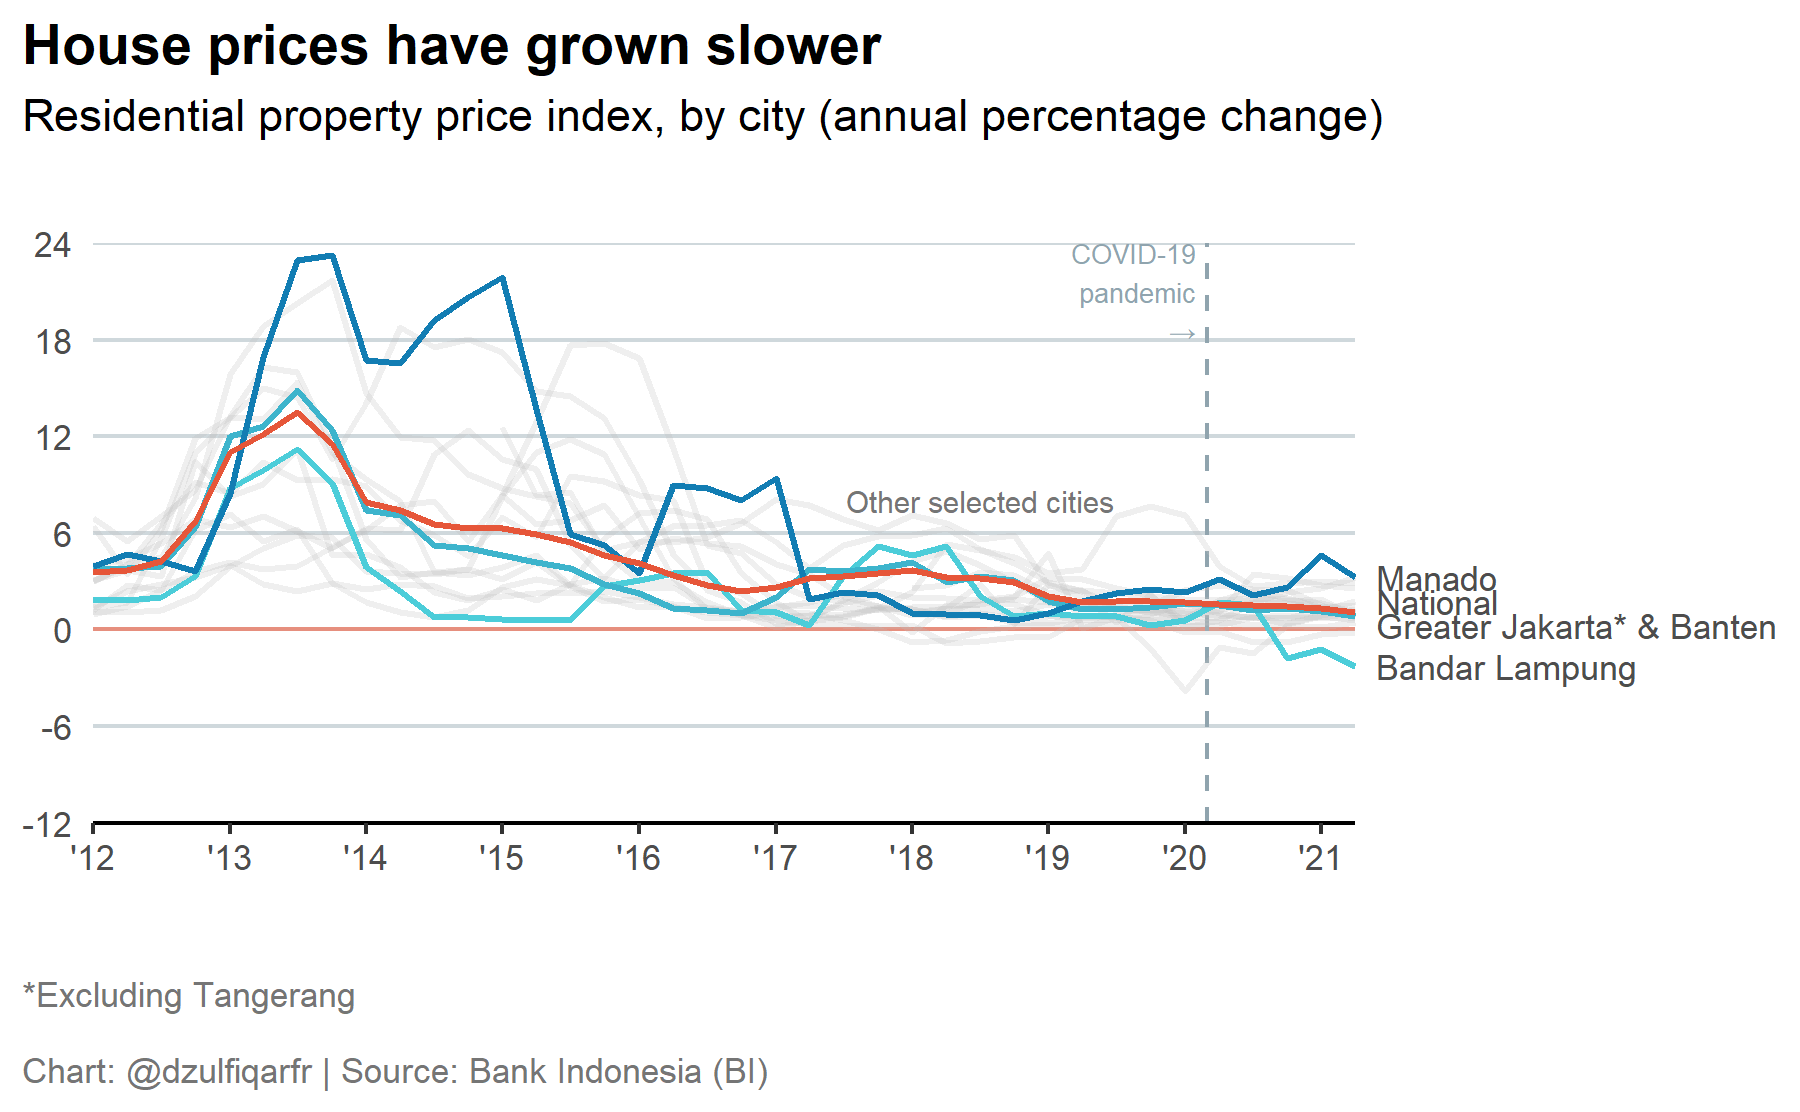 House prices have grown slower
Residential property price index, by city (annual percentage change)
24
COVID-19
pandemic
→
18
12
Other selected cities
6
Manado
National
0
Greater Jakarta* & Banten
Bandar Lampung
-6
-12
'12 '13 '14 '15 '16 '17 '18 '19 '20 '21
*Excluding Tangerang
Chart: @dzulfiqarfr | Source: Bank Indonesia (BI)